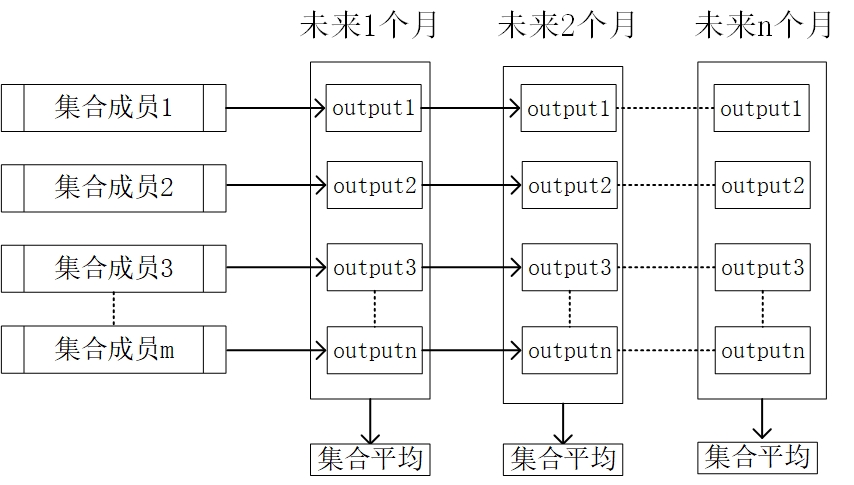 未来1个月 未来2个月 未来n个月
集合成员1 output1 output1 output1
集合成员2 output2 output2 output2
集合成员3 output3 output3 output3
集合成员m outputn outputn outputn
集合平均 集合平均 集合平均